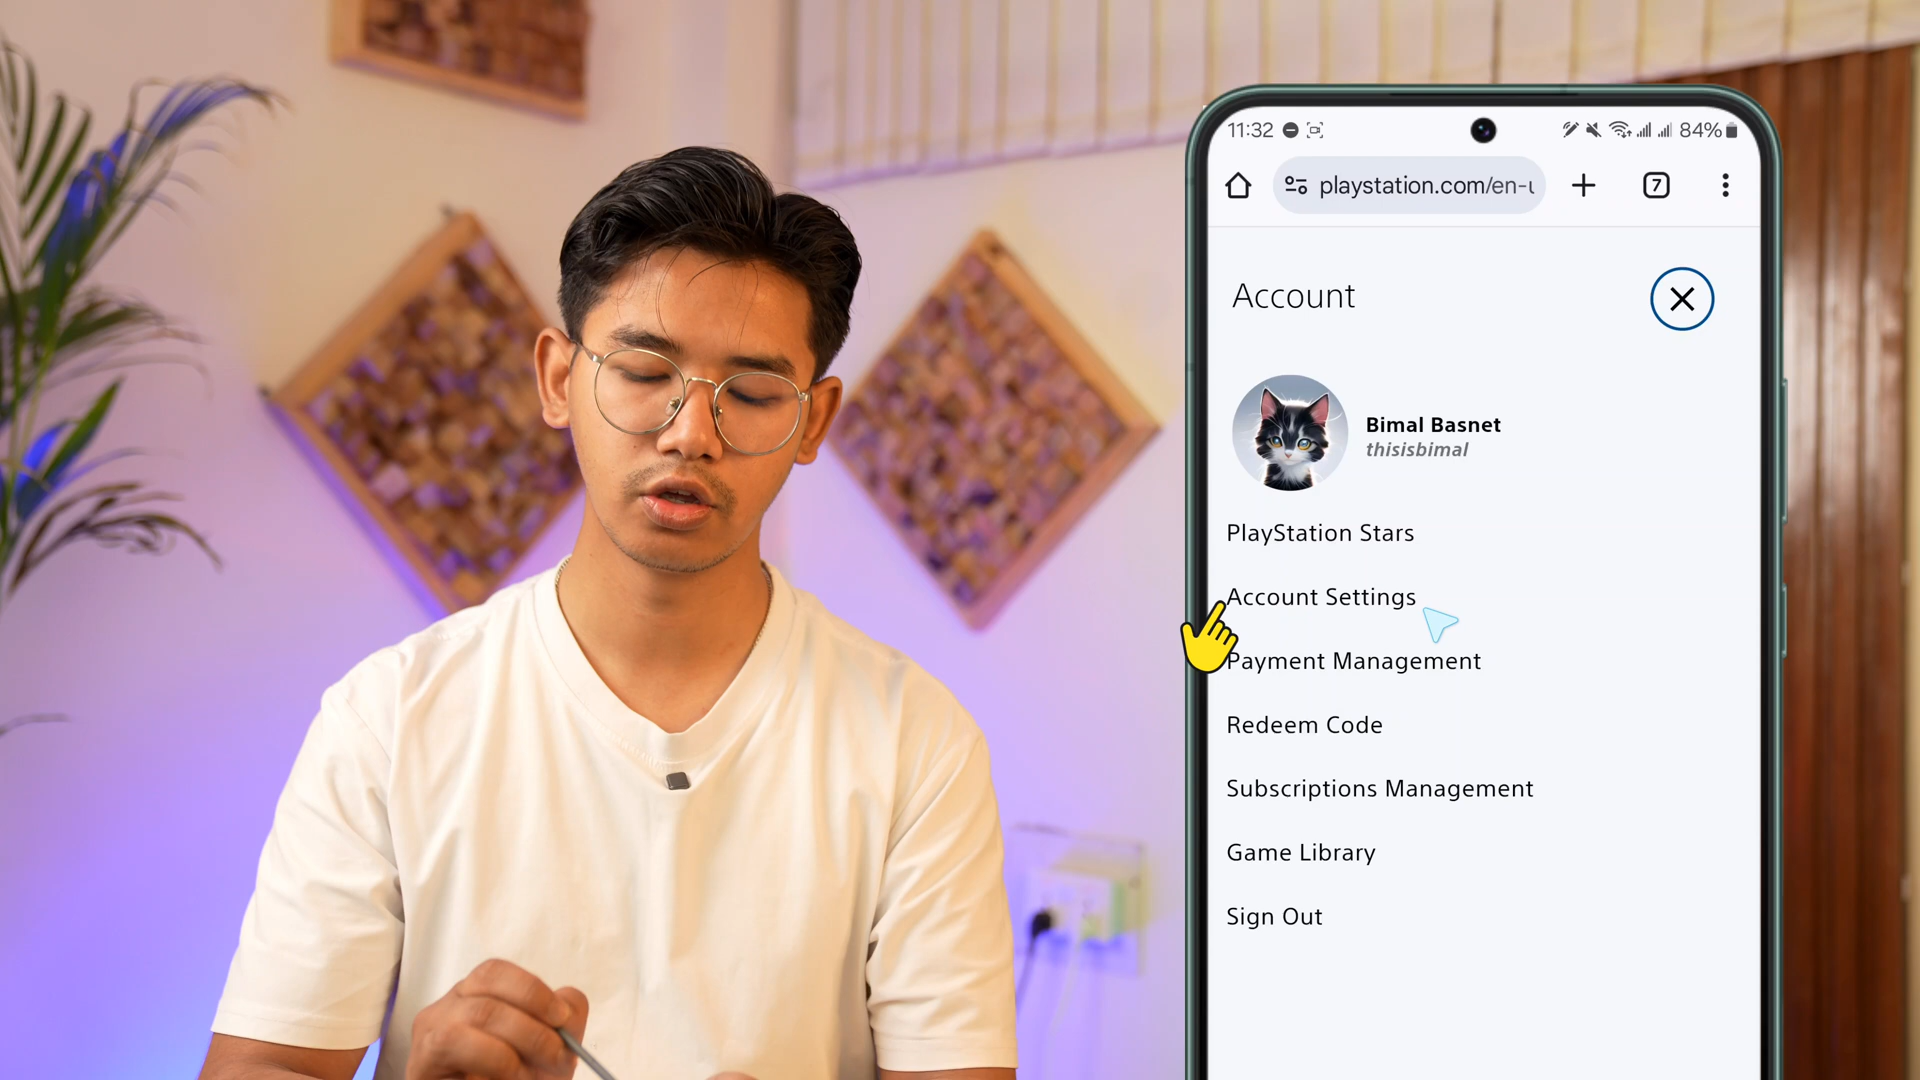 11:32 84%
playstation.com/en-u
7
Account
Bimal Basnet
thisisbimal
PlayStation Stars
Account Settings
Payment Management
Redeem Code
Subscriptions Management
Game Library
Sign Out